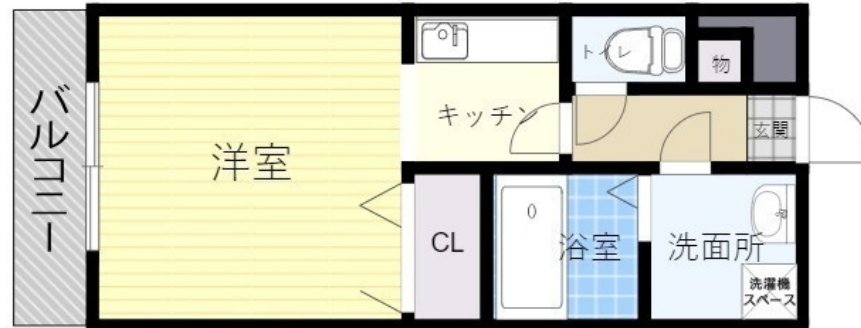 バルコニー
洋室
キッチン
トイレ
物
玄関
CL
浴室
洗面所
洗濯機
スペース